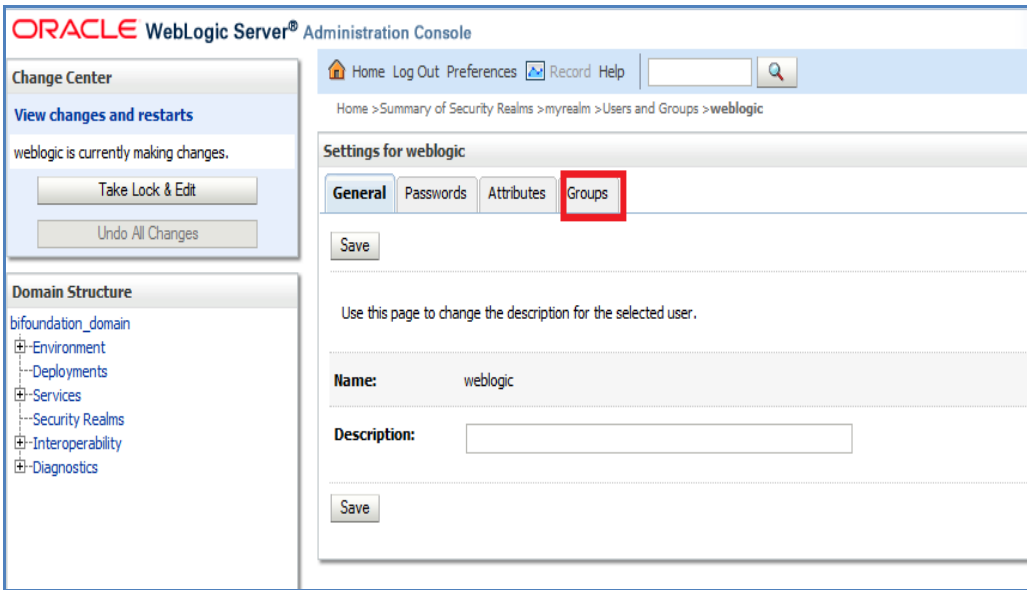 ORACLE WebLogic Server® Administration Console
Change Center
View changes and restarts
weblogic is currently making changes.
Take Lock & Edit
Undo All Changes
Domain Structure
bifoundation_domain
Environment
Deployments
Services
Security Realms
Interoperability
Diagnostics
Home Log Out Preferences Record Help
Home >Summary of Security Realms >myrealm >Users and Groups >weblogic
Settings for weblogic
General Passwords Attributes Groups
Save
Use this page to change the description for the selected user.
Name: weblogic
Description:
Save